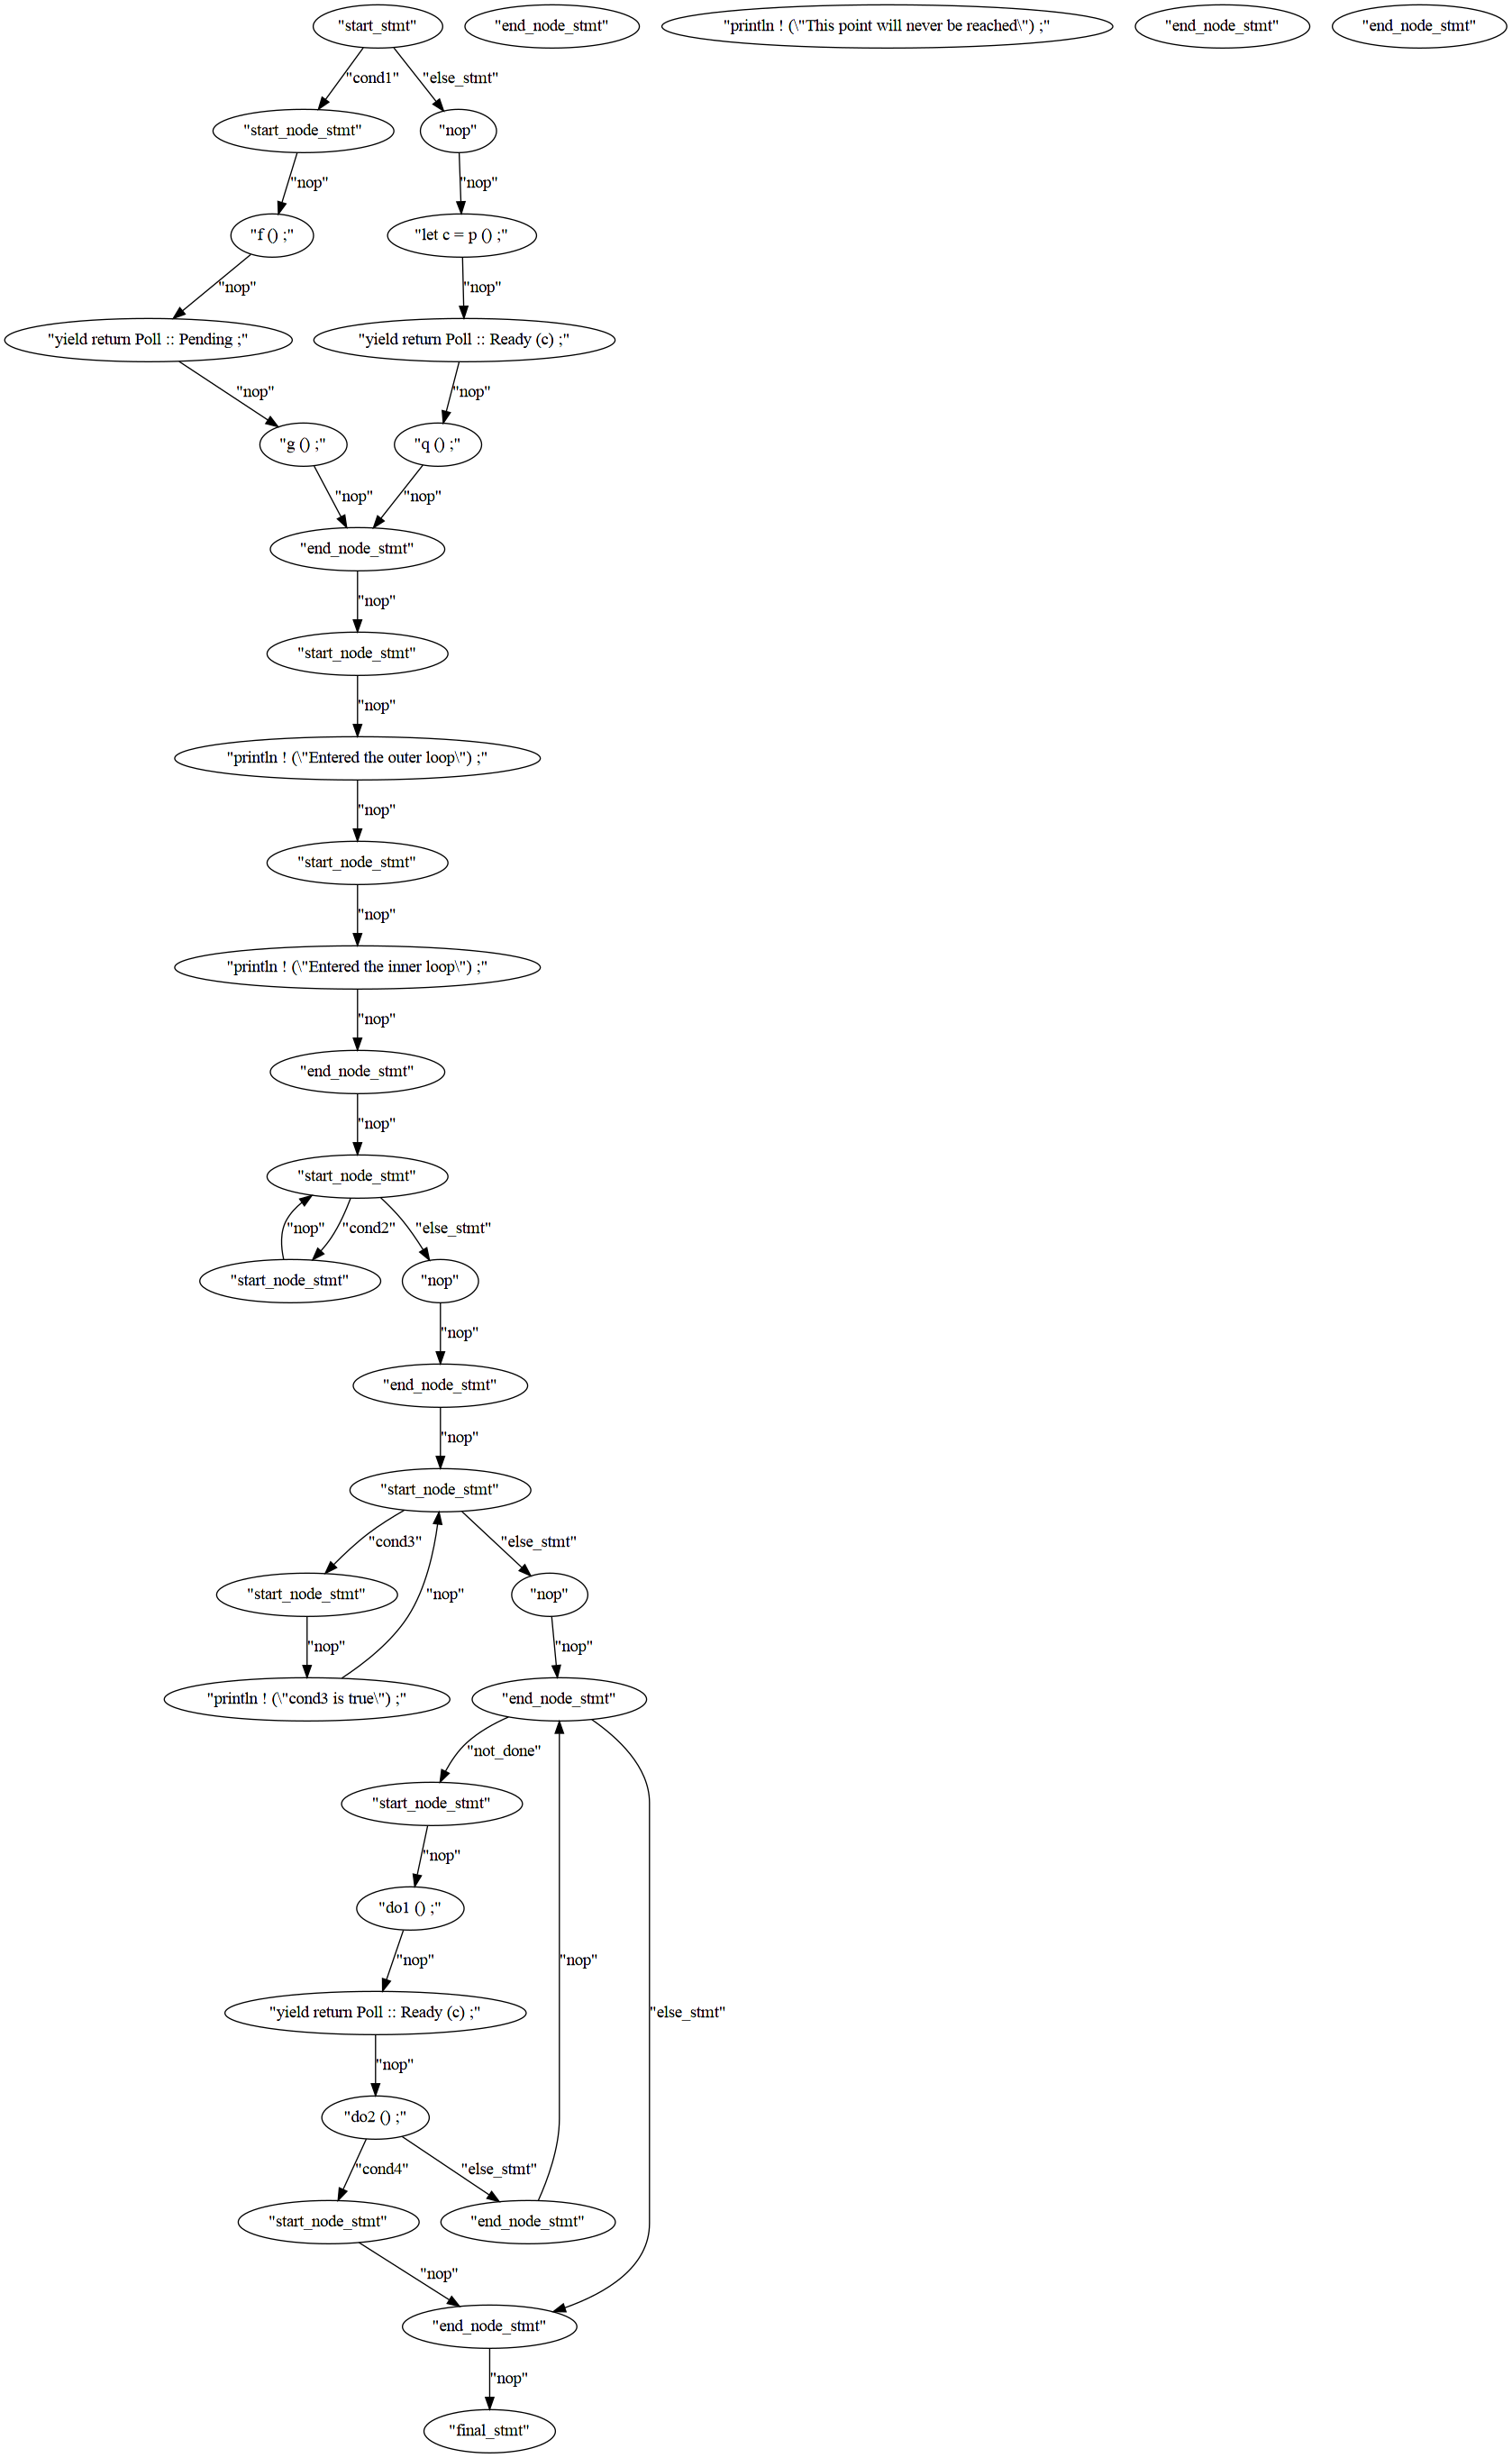 "start_stmt" "end_node_stmt" "println ! (\"This point will never be reached\") ;" "end_node_stmt" "end_node_stmt"
"cond1" "else_stmt"
"start_node_stmt" "nop"
"nop" "nop"
"f () ;" "let c = p () ;"
"nop" "nop"
"yield return Poll :: Pending ;" "yield return Poll :: Ready (c) ;"
"nop" "nop"
"g () ;" "q () ;"
"nop" "nop"
"end_node_stmt"
"nop"
"start_node_stmt"
"nop"
"println ! (\"Entered the outer loop\") ;"
"nop"
"start_node_stmt"
"nop"
"println ! (\"Entered the inner loop\") ;"
"nop"
"end_node_stmt"
"nop"
"start_node_stmt"
"nop" "cond2" "else_stmt"
"start_node_stmt" "nop"
"nop"
"end_node_stmt"
"nop"
"start_node_stmt"
"cond3" "else_stmt"
"start_node_stmt" "nop" "nop"
"nop" "nop"
"println ! (\"cond3 is true\") ;" "end_node_stmt"
"not_done"
"start_node_stmt"
"nop"
"do1 () ;"
"nop" "nop"
"yield return Poll :: Ready (c) ;" "else_stmt"
"nop"
"do2 () ;"
"cond4" "else_stmt"
"start_node_stmt" "end_node_stmt"
"nop"
"end_node_stmt"
"nop"
"final_stmt"